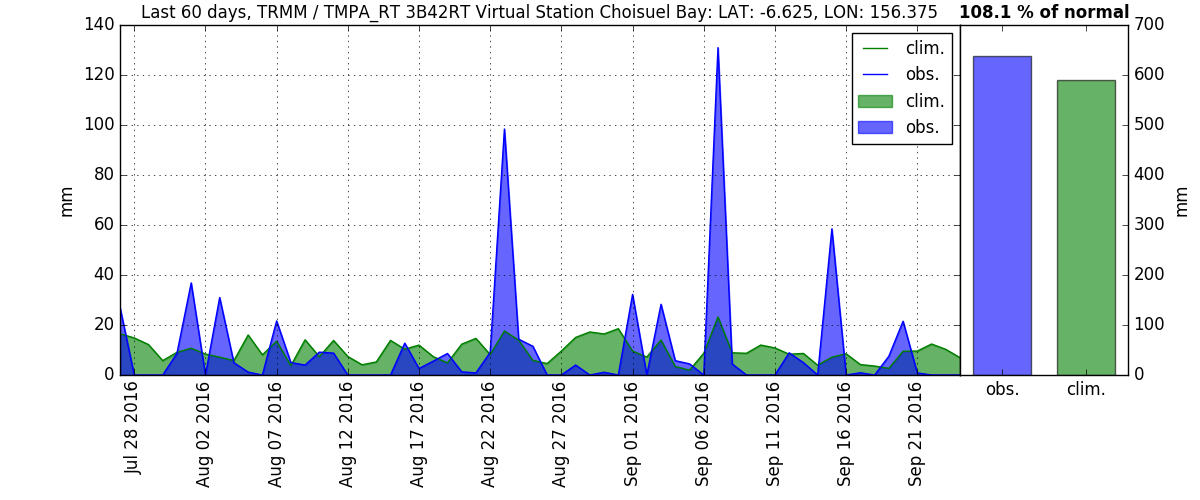 Last 60 days, TRMM / TMPA_RT 3B42RT Virtual Station Choisuel Bay: LAT: -6.625, LON: 156.375
108.1 % of normal
140
120
100
80
60
40
20
0
mm
clim.
obs.
clim.
obs.
700
600
500
400
300
200
100
0
mm
obs.
clim.
Jul 28 2016
Aug 02 2016
Aug 07 2016
Aug 12 2016
Aug 17 2016
Aug 22 2016
Aug 27 2016
Sep 01 2016
Sep 06 2016
Sep 11 2016
Sep 16 2016
Sep 21 2016